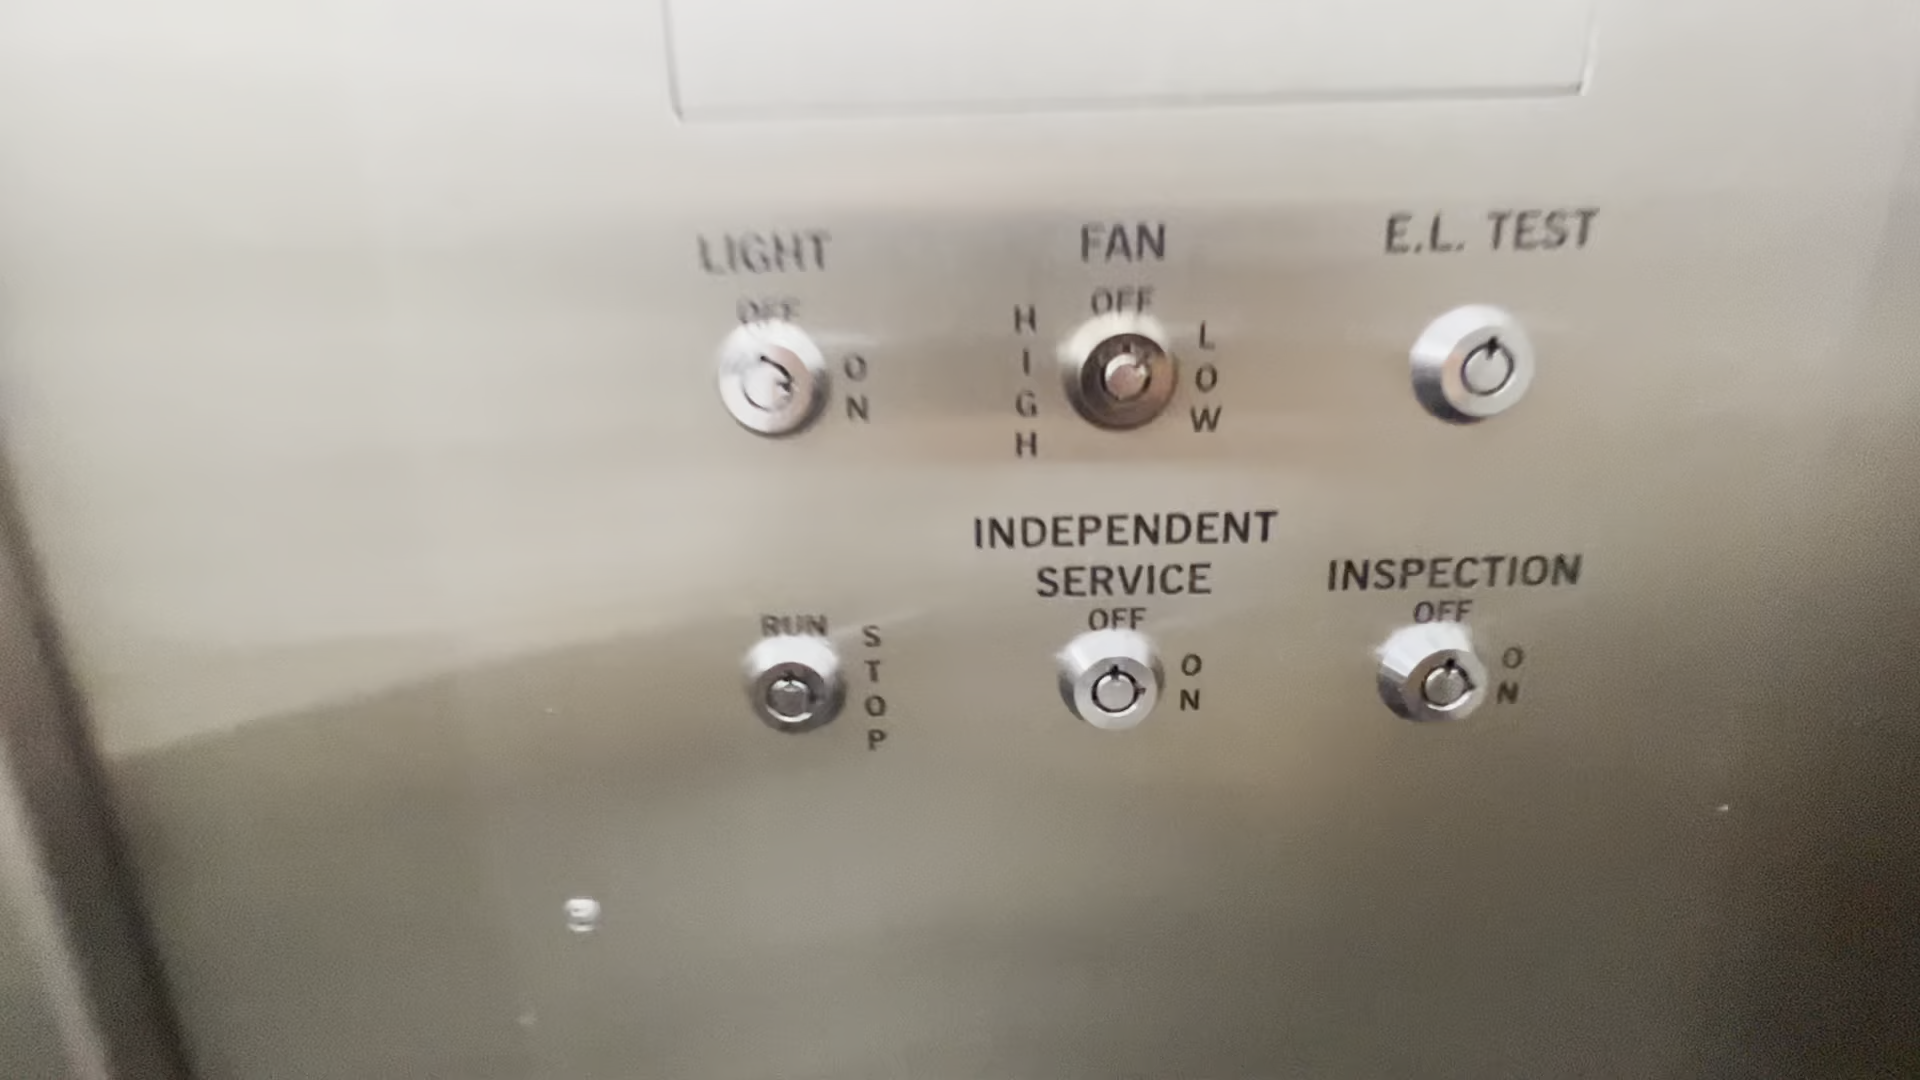 LIGHT
OFF
ON
FAN
OFF
HIGH
LOW
E.L. TEST
RUN
STOP
INDEPENDENT
SERVICE
OFF
ON
INSPECTION
OFF
ON